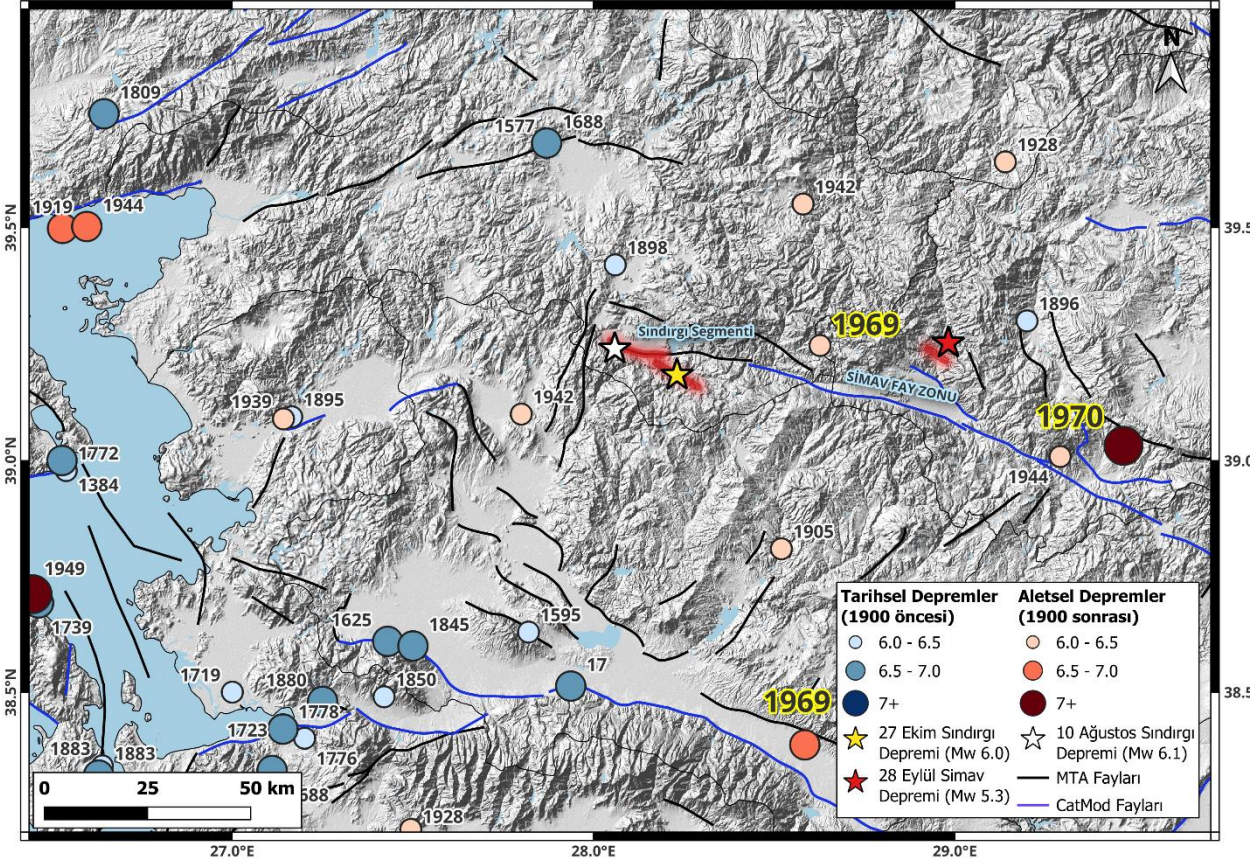 N
1809
1577
1688
1928
1942
1919
1944
39.5°N
39.5°N
1898
1896
Sındırgı Segmenti
1969
SİMAV FAY ZONU
1939
1895
1942
1970
1772
1384
39.0°N
39.0°N
1944
1905
1949
1739
1625
1845
1595
17
1719
1880
1850
1969
38.5°N
38.5°N
1778
1723
1776
1883
1883
688
1928
0 25 50 km
27.0°E
28.0°E
29.0°E
Tarihsel Depremler
(1900 öncesi)
6.0 - 6.5
6.5 - 7.0
7+
27 Ekim Sındırgı
Depremi (Mw 6.0)
28 Eylül Simav
Depremi (Mw 5.3)
Aletsel Depremler
(1900 sonrası)
6.0 - 6.5
6.5 - 7.0
7+
10 Ağustos Sındırgı
Depremi (Mw 6.1)
MTA Fayları
CatMod Fayları